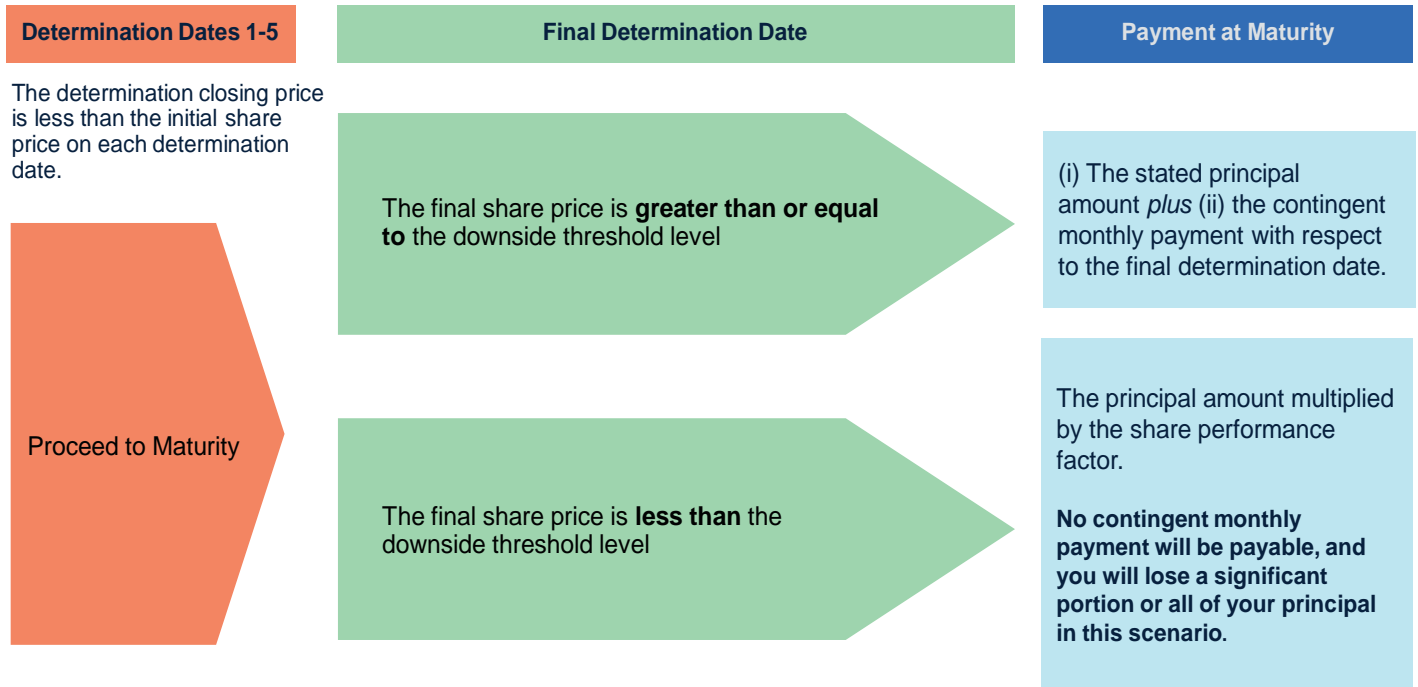 Determination Dates 1-5
Final Determination Date
Payment at Maturity
The determination closing price
is less than the initial share
price on each determination
date.
Proceed to Maturity
The final share price is greater than or equal
to the downside threshold level
(i) The stated principal
amount plus (ii) the contingent
monthly payment with respect
to the final determination date.
The final share price is less than the
downside threshold level
The principal amount multiplied
by the share performance
factor.
No contingent monthly
payment will be payable, and
you will lose a significant
portion or all of your principal
in this scenario.